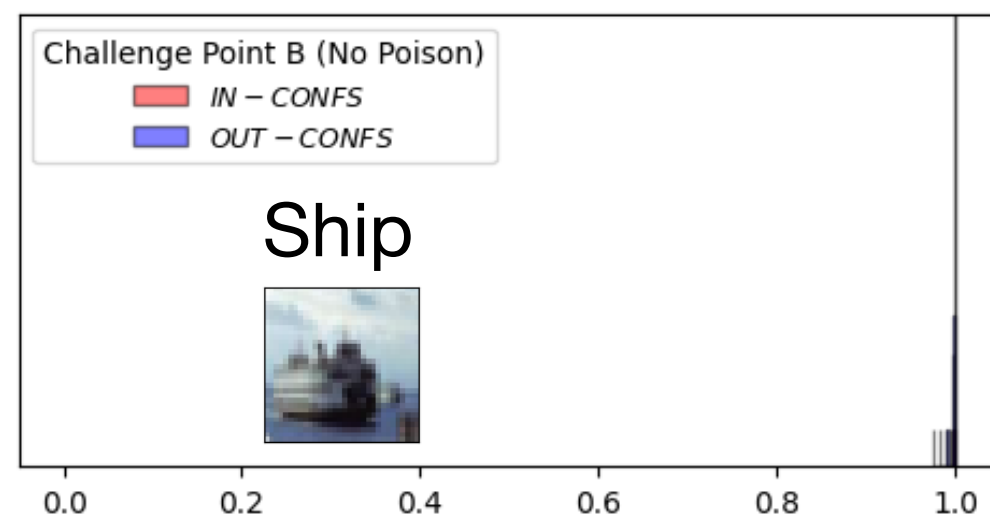 Challenge Point B (No Poison)
IN – CONFS
OUT – CONFS
Ship
0.0 0.2 0.4 0.6 0.8 1.0